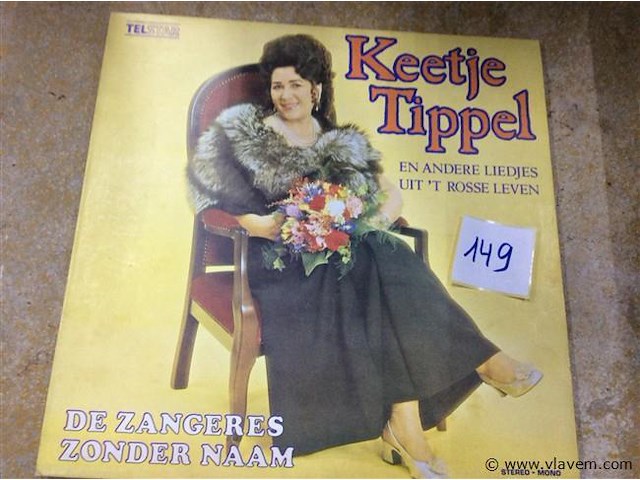 TELSTAR
Keetje
Tippel
EN ANDERE LIEDJES
UIT 'T ROSSE LEVEN
149
DE ZANGERES
ZONDER NAAM
STEREO - MONO
© www.vlavem.com